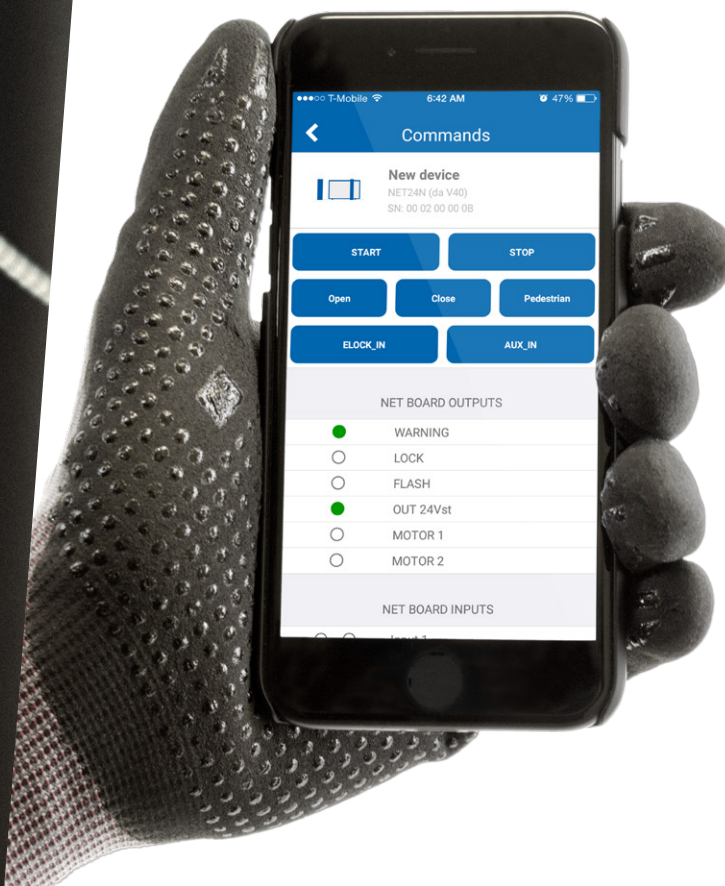 T-Mobile 6:42 AM 47%
Commands
New device
NET24N (da V40)
SN: 00 02 00 00 0B
START STOP
Open Close Pedestrian
ELOCK_IN AUX_IN
NET BOARD OUTPUTS
WARNING
LOCK
FLASH
OUT 24Vst
MOTOR 1
MOTOR 2
NET BOARD INPUTS
Input 1